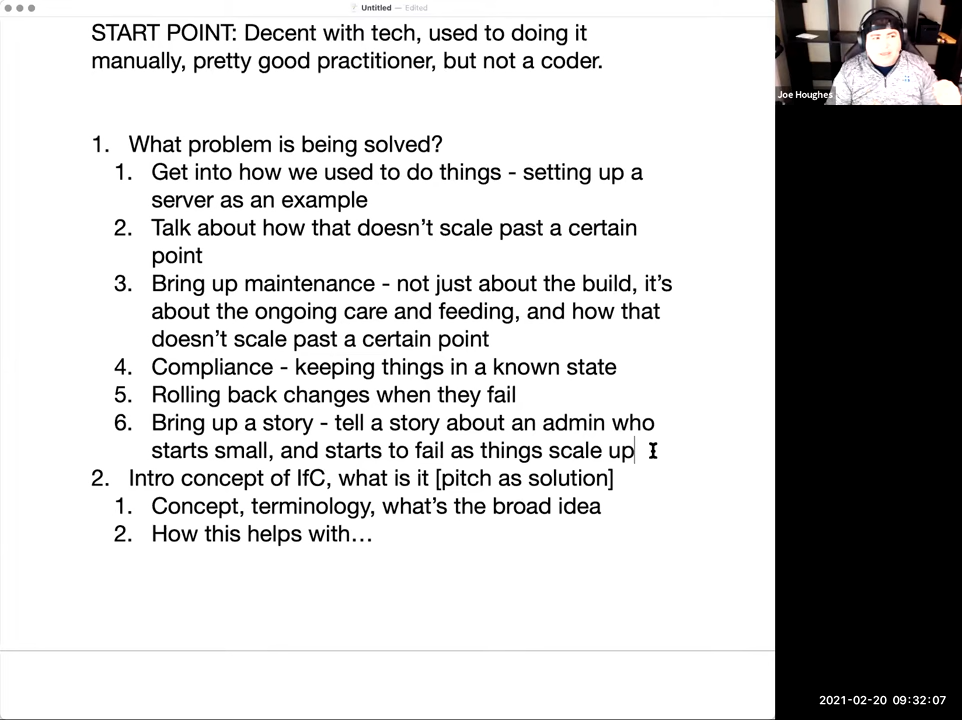 Untitled — Edited
START POINT: Decent with tech, used to doing it
manually, pretty good practitioner, but not a coder.
1. What problem is being solved?
1. Get into how we used to do things - setting up a
server as an example
2. Talk about how that doesn’t scale past a certain
point
3. Bring up maintenance - not just about the build, it’s
about the ongoing care and feeding, and how that
doesn’t scale past a certain point
4. Compliance - keeping things in a known state
5. Rolling back changes when they fail
6. Bring up a story - tell a story about an admin who
starts small, and starts to fail as things scale up
2. Intro concept of IfC, what is it [pitch as solution]
1. Concept, terminology, what’s the broad idea
2. How this helps with…
Joe Houghes
2021-02-20 09:32:07